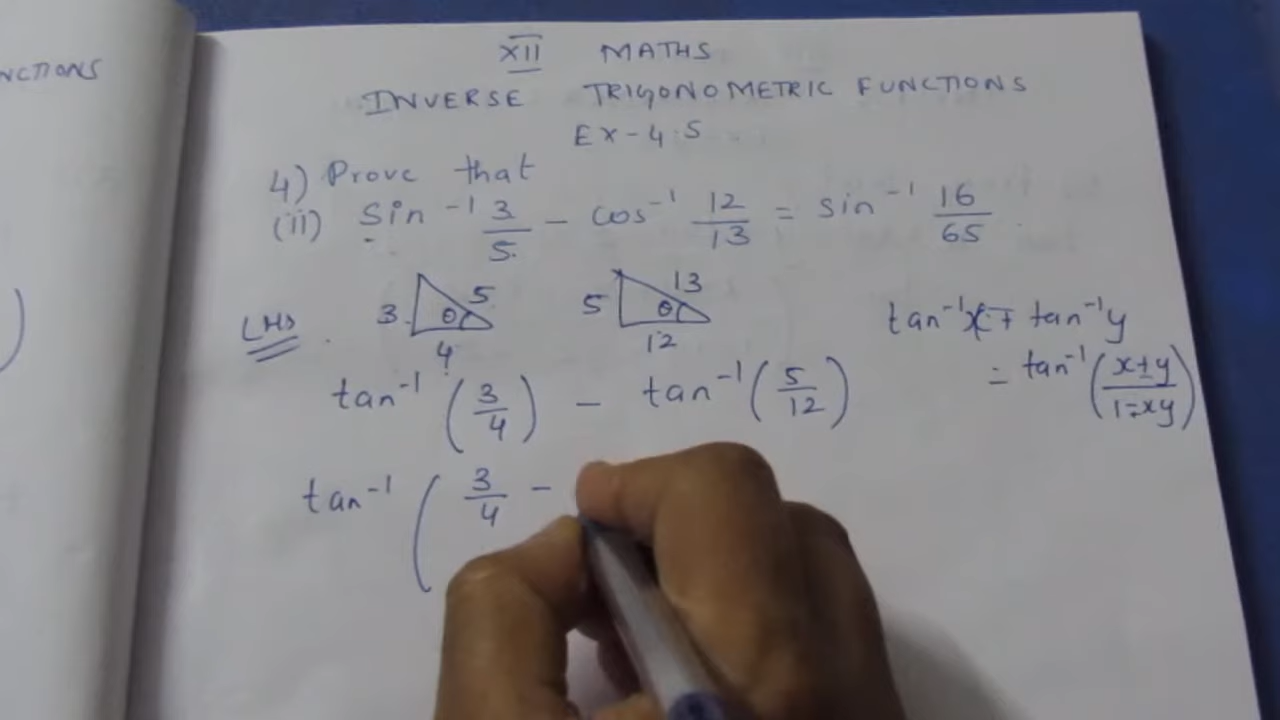 NCTIONS
XII MATHS
INVERSE TRIGONOMETRIC FUNCTIONS
Ex-4.5
4) Prove that
(ii) Sin⁻¹ 3/5 - cos⁻¹ 12/13 = sin⁻¹ 16/65
LHS
3 5 θ 4
5 13 θ 12
tan⁻¹x ∓ tan⁻¹y
= tan⁻¹(x±y/1∓xy)
tan⁻¹(3/4) - tan⁻¹(5/12)
tan⁻¹( 3/4 -
)